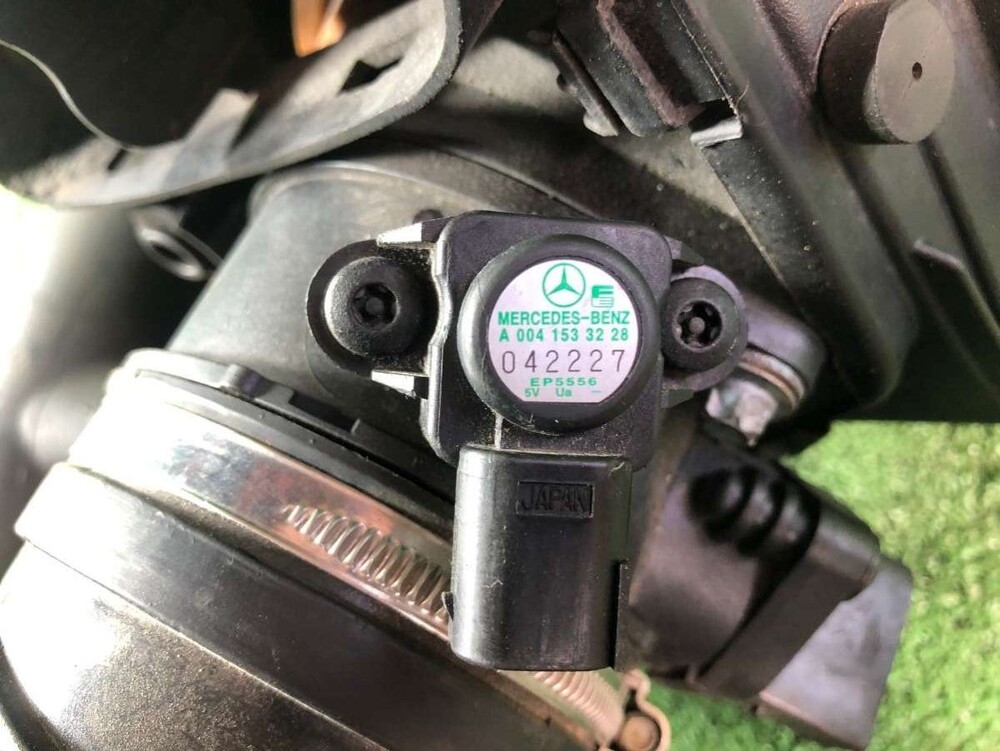 MERCEDES-BENZ
A 004 153 32 28
042227
EP5556
5V Ua –
JAPAN